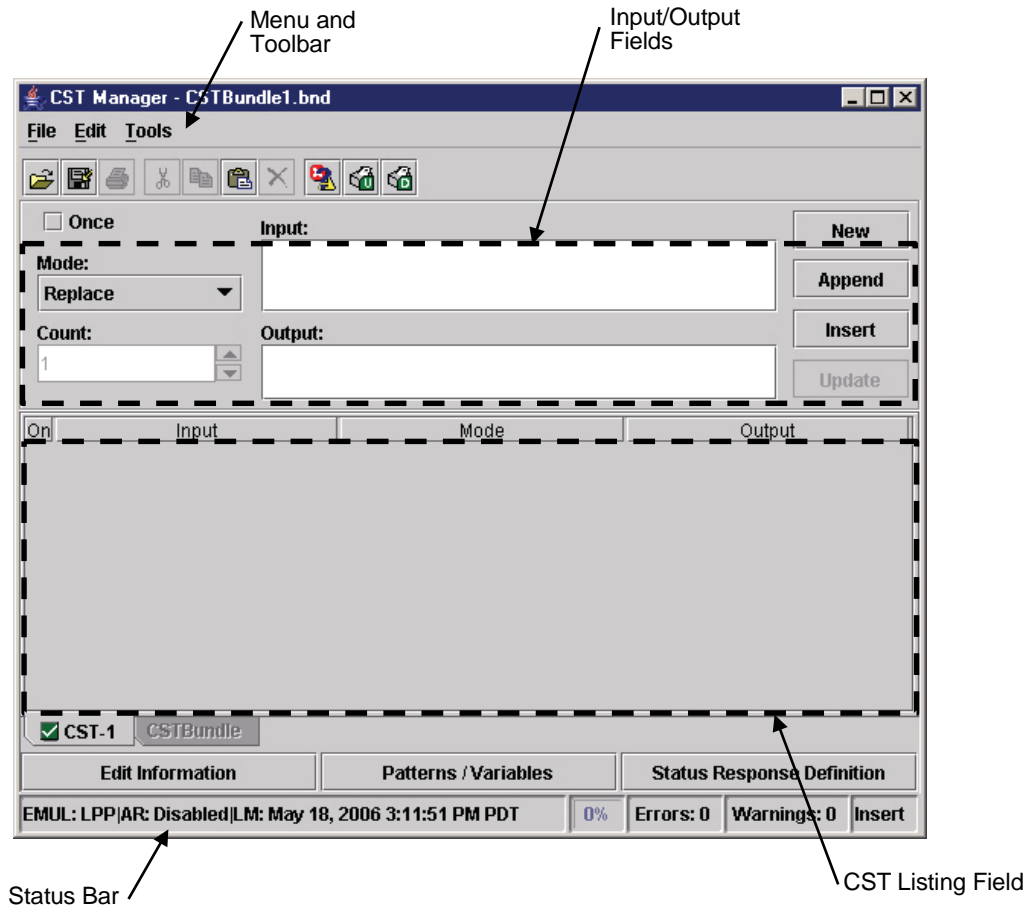 Menu and
Toolbar
Input/Output
Fields
CST Manager - CSTBundle1.bnd
File Edit Tools
U D
Once
Input:
New
Mode:
Replace
Append
Count:
Output:
Insert
1
Update
On Input Mode Output
CST-1 CSTBundle
Edit Information Patterns / Variables Status Response Definition
EMUL: LPP|AR: Disabled|LM: May 18, 2006 3:11:51 PM PDT 0% Errors: 0 Warnings: 0 Insert
Status Bar
CST Listing Field